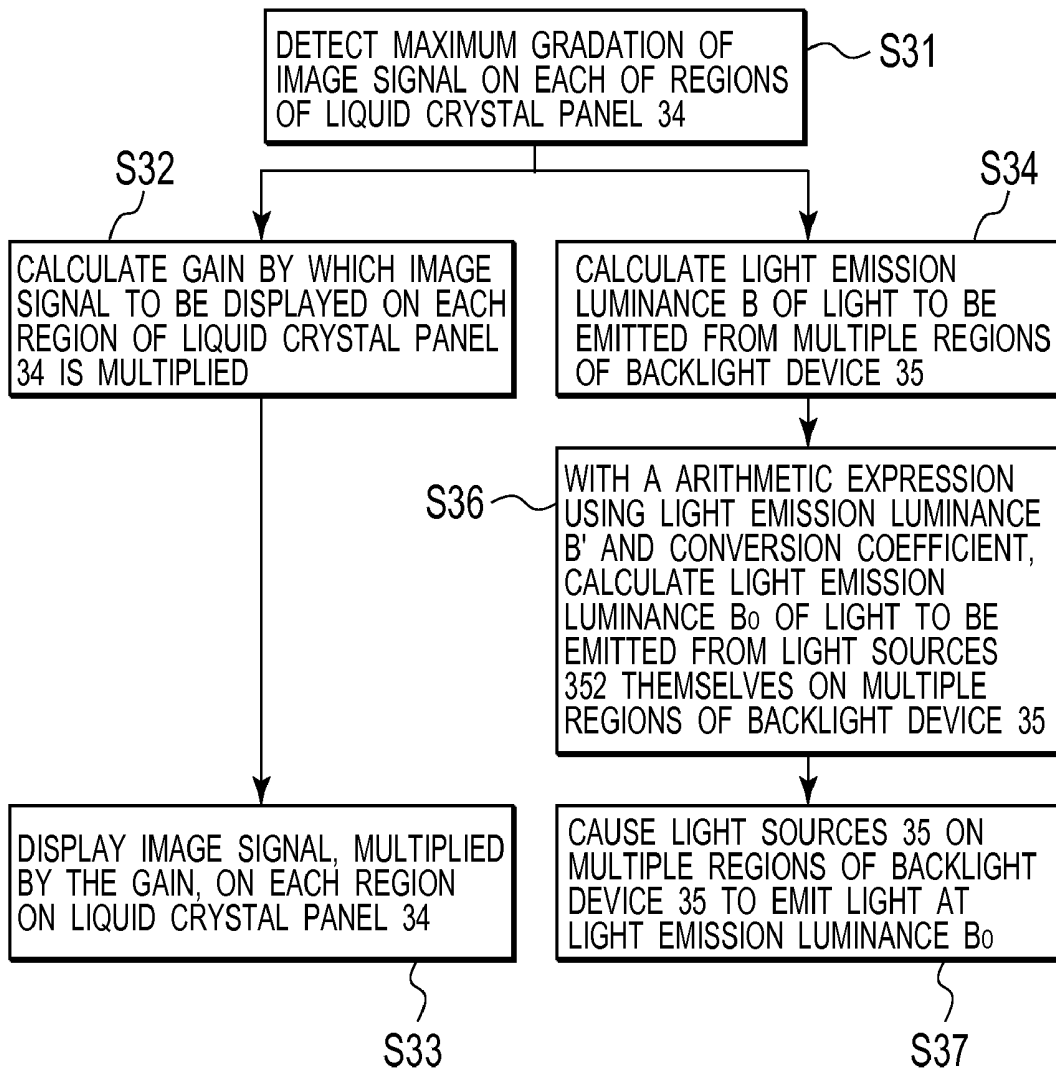 DETECT MAXIMUM GRADATION OF
IMAGE SIGNAL ON EACH OF REGIONS
OF LIQUID CRYSTAL PANEL 34
S31
S32
CALCULATE GAIN BY WHICH IMAGE
SIGNAL TO BE DISPLAYED ON EACH
REGION OF LIQUID CRYSTAL PANEL
34 IS MULTIPLIED
S34
CALCULATE LIGHT EMISSION
LUMINANCE B OF LIGHT TO BE
EMITTED FROM MULTIPLE REGIONS
OF BACKLIGHT DEVICE 35
S36
WITH A ARITHMETIC EXPRESSION
USING LIGHT EMISSION LUMINANCE
B' AND CONVERSION COEFFICIENT,
CALCULATE LIGHT EMISSION
LUMINANCE B0 OF LIGHT TO BE
EMITTED FROM LIGHT SOURCES
352 THEMSELVES ON MULTIPLE
REGIONS OF BACKLIGHT DEVICE 35
DISPLAY IMAGE SIGNAL, MULTIPLIED
BY THE GAIN, ON EACH REGION
ON LIQUID CRYSTAL PANEL 34
S33
CAUSE LIGHT SOURCES 35 ON
MULTIPLE REGIONS OF BACKLIGHT
DEVICE 35 TO EMIT LIGHT AT
LIGHT EMISSION LUMINANCE B0
S37